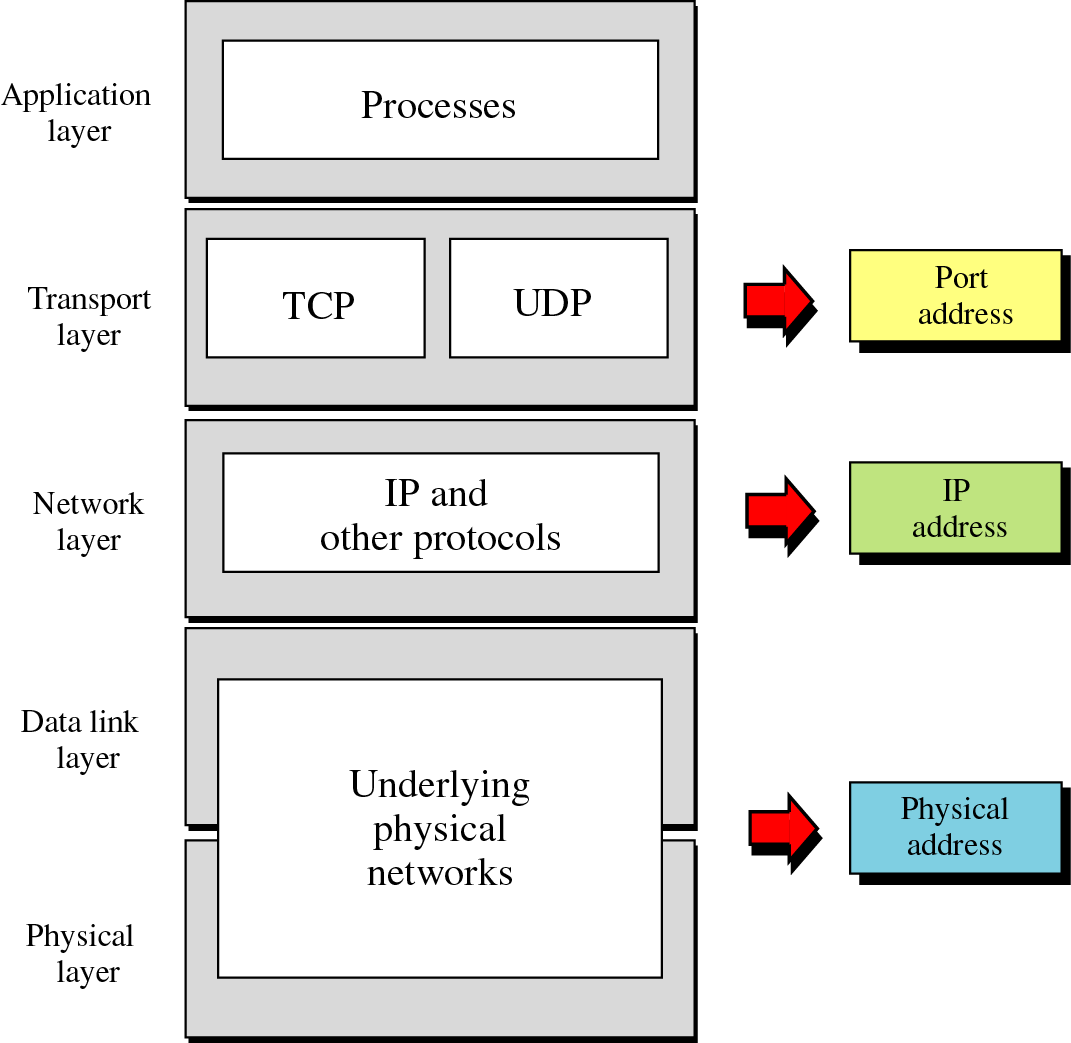 Application
layer
Processes
Transport
layer
TCP
UDP
Port
address
Network
layer
IP and
other protocols
IP
address
Data link
layer
Underlying
physical
networks
Physical
address
Physical
layer